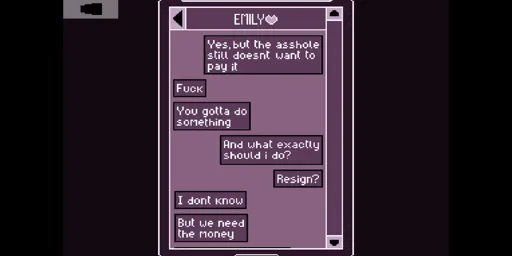 EMILY
Yes,but the asshole
still doesnt want to
pay it
Fuck
You gotta do
something
And what exactly
should i do?
Resign?
I dont know
But we need
the money